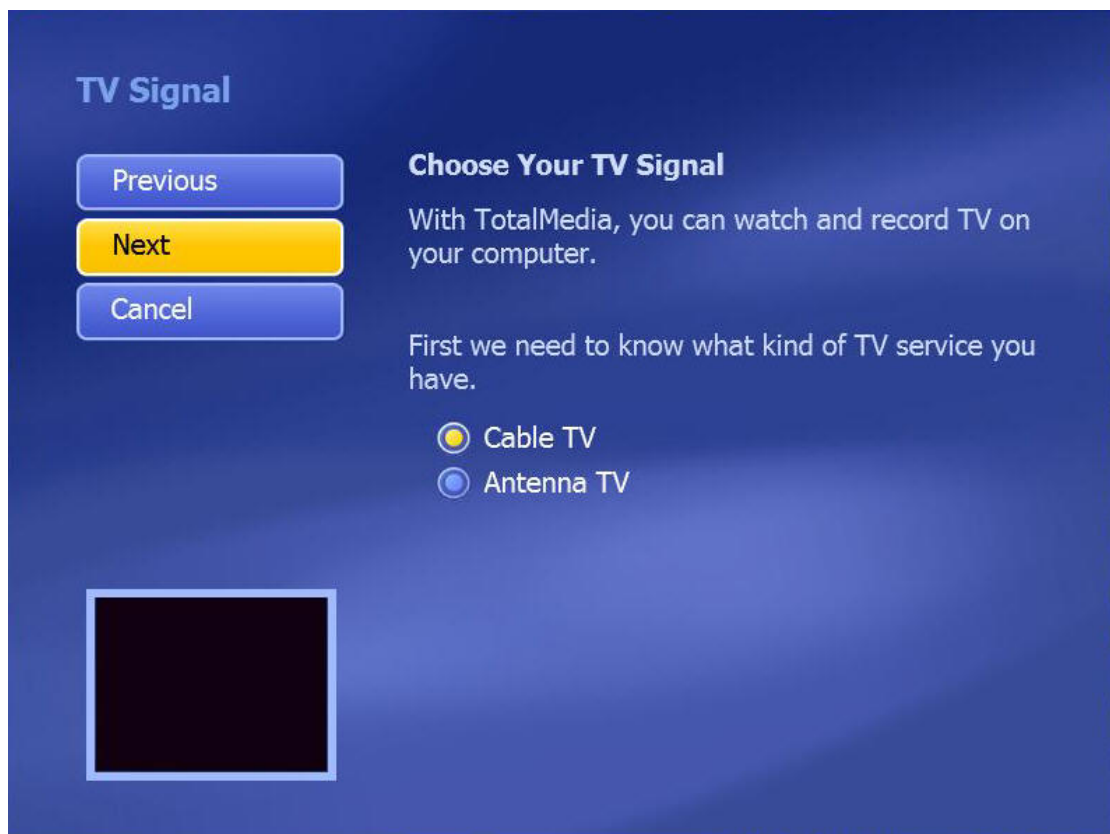 TV Signal
Previous
Next
Cancel
Choose Your TV Signal
With TotalMedia, you can watch and record TV on
your computer.
First we need to know what kind of TV service you
have.
Cable TV
Antenna TV